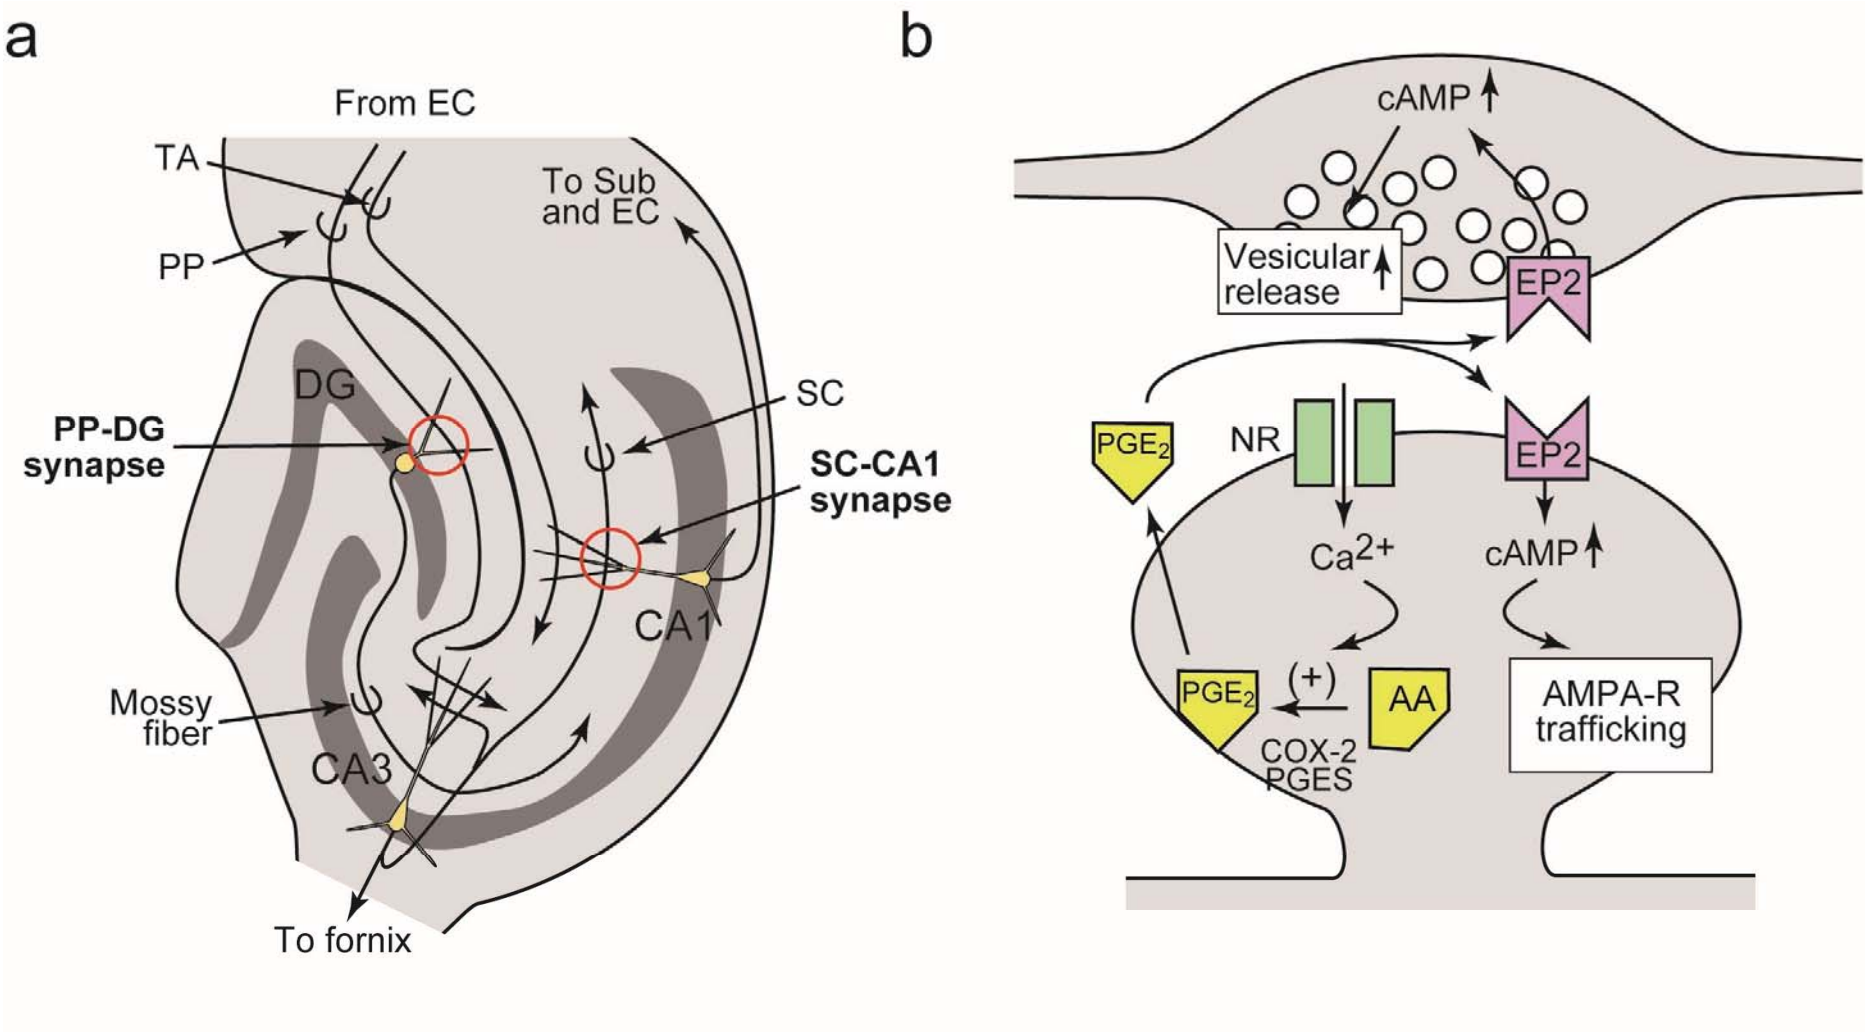 a
From EC
TA
PP
To Sub
and EC
DG
PP-DG
synapse
SC
SC-CA1
synapse
CA1
Mossy
fiber
CA3
To fornix
b
cAMP
Vesicular
release
EP2
PGE2
NR
EP2
Ca2+
cAMP
PGE2
(+)
AA
COX-2
PGES
AMPA-R
trafficking